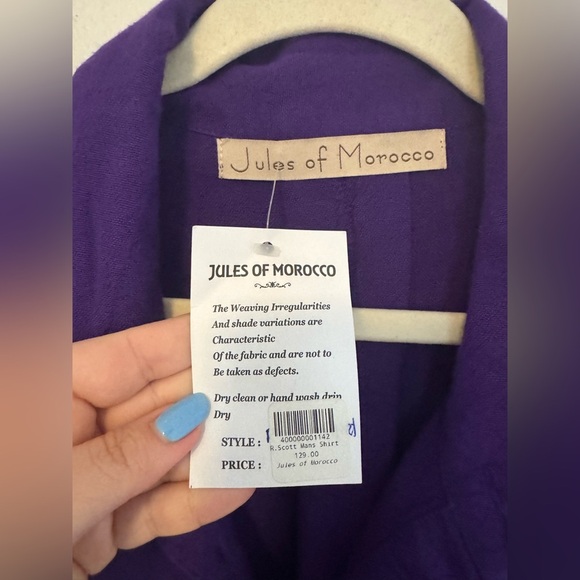 Jules of Morocco
JULES OF MOROCCO
The Weaving Irregularities
And shade variations are
Characteristic
Of the fabric and are not to
Be taken as defects.
Dry clean or hand wash drip
Dry
STYLE :
400000001142
R.Scott Mans Shirt
129.00
PRICE :
Jules of Morocco